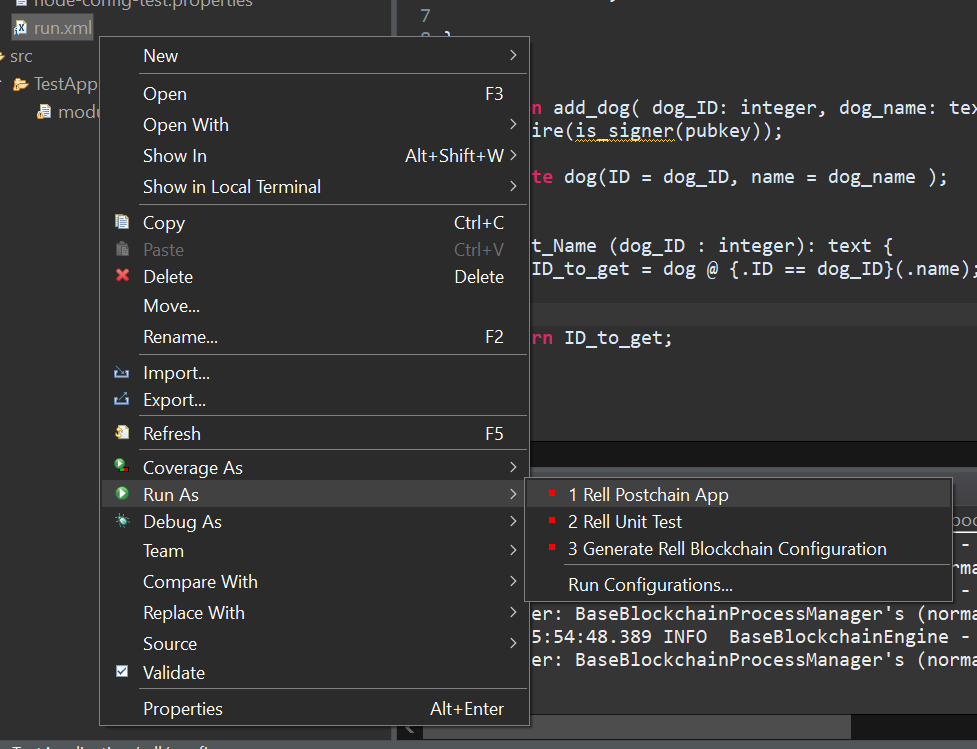 node-config-test.properties
run.xml
src
TestApp
modu
New
Open F3
Open With
Show In Alt+Shift+W
Show in Local Terminal
Copy Ctrl+C
Paste Ctrl+V
Delete Delete
Move...
Rename... F2
Import...
Export...
Refresh F5
Coverage As
Run As
Debug As
Team
Compare With
Replace With
Source
Validate
Properties Alt+Enter
1 Rell Postchain App
2 Rell Unit Test
3 Generate Rell Blockchain Configuration
Run Configurations...
7
}
n add_dog( dog_ID: integer, dog_name: tex
ire(is_signer(pubkey));
te dog(ID = dog_ID, name = dog_name );
t_Name (dog_ID : integer): text {
ID_to_get = dog @ {.ID == dog_ID}(.name);
rn ID_to_get;
er: BaseBlockchainProcessManager's (norma
5:54:48.389 INFO BaseBlockchainEngine -
er: BaseBlockchainProcessManager's (norma